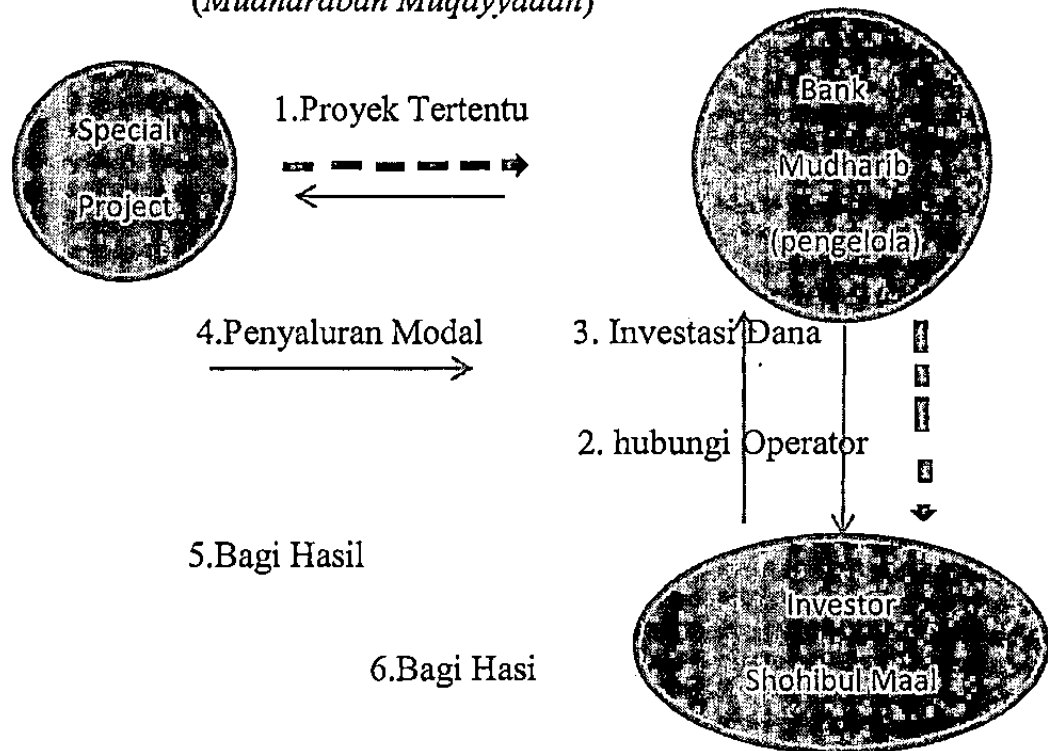 (Mudharabah Muqayyadah)
Special
Project
1.Proyek Tertentu
Bank
Mudharib
(pengelola)
4.Penyaluran Modal
3. Investasi Dana
2. hubungi Operator
5.Bagi Hasil
6.Bagi Hasi
Investor
Shohibul Maal